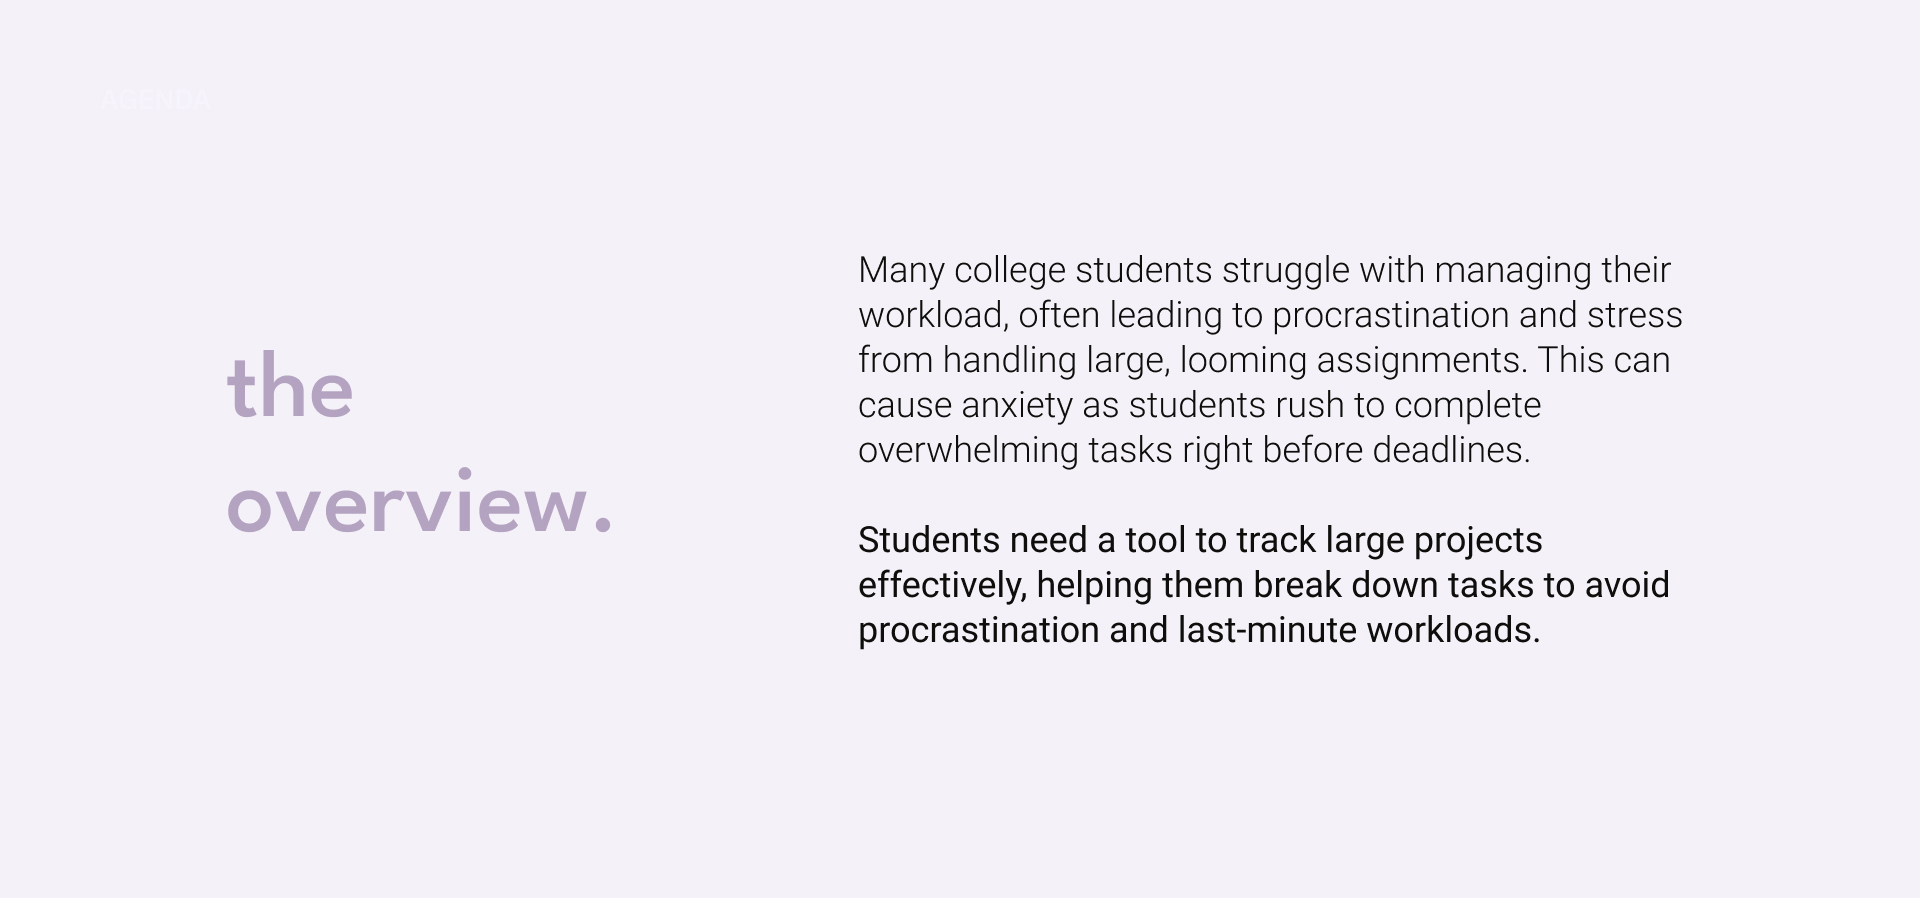 AGENDA
the
overview.
Many college students struggle with managing their
workload, often leading to procrastination and stress
from handling large, looming assignments. This can
cause anxiety as students rush to complete
overwhelming tasks right before deadlines.
Students need a tool to track large projects
effectively, helping them break down tasks to avoid
procrastination and last-minute workloads.